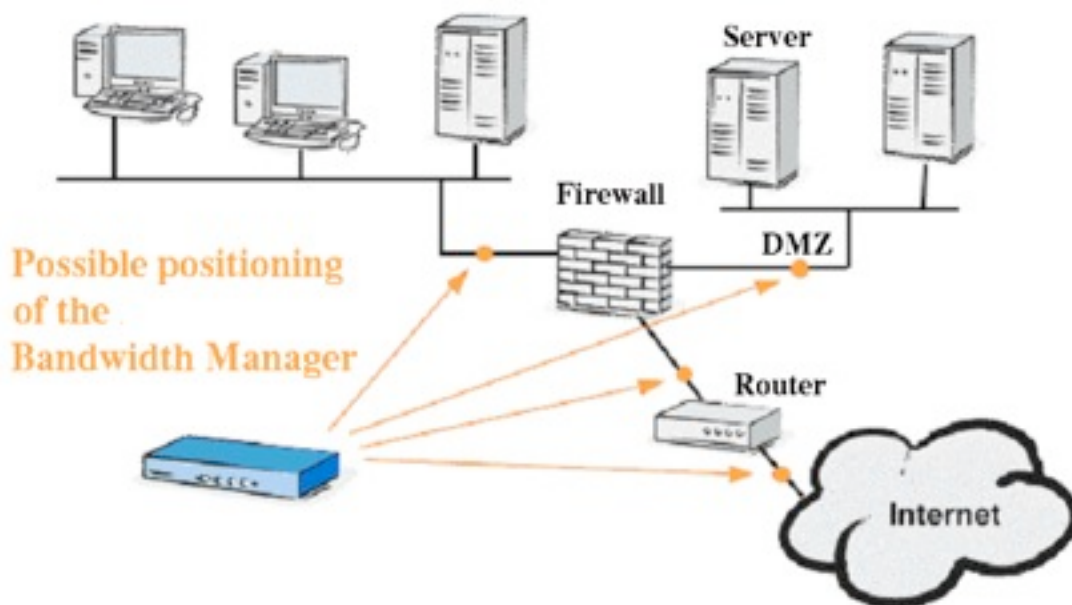 Server
Firewall
DMZ
Possible positioning
of the
Bandwidth Manager
Router
Internet